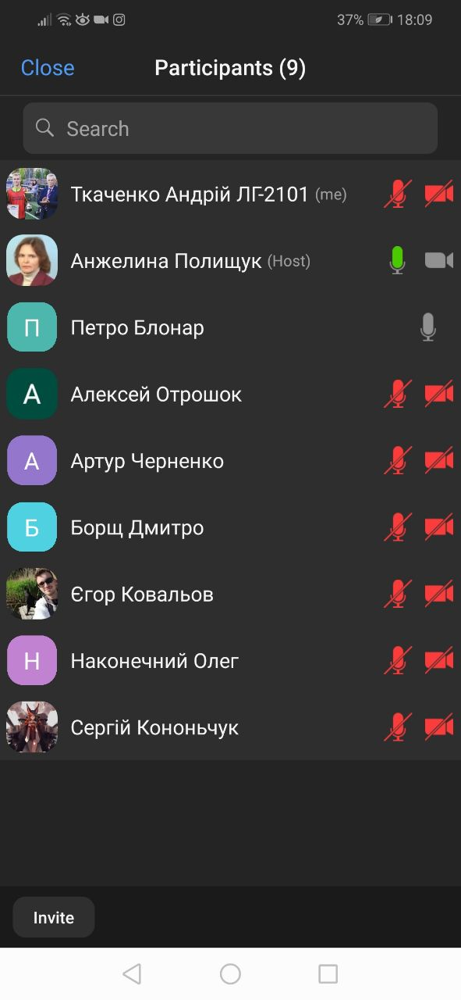 37% 18:09
Close Participants (9)
Search
Ткаченко Андрій ЛГ-2101 (me)
Анжелина Полищук (Host)
П Петро Блонар
А Алексей Отрошок
А Артур Черненко
Б Борщ Дмитро
Єгор Ковальов
Н Наконечний Олег
Сергій Кононьчук
Invite